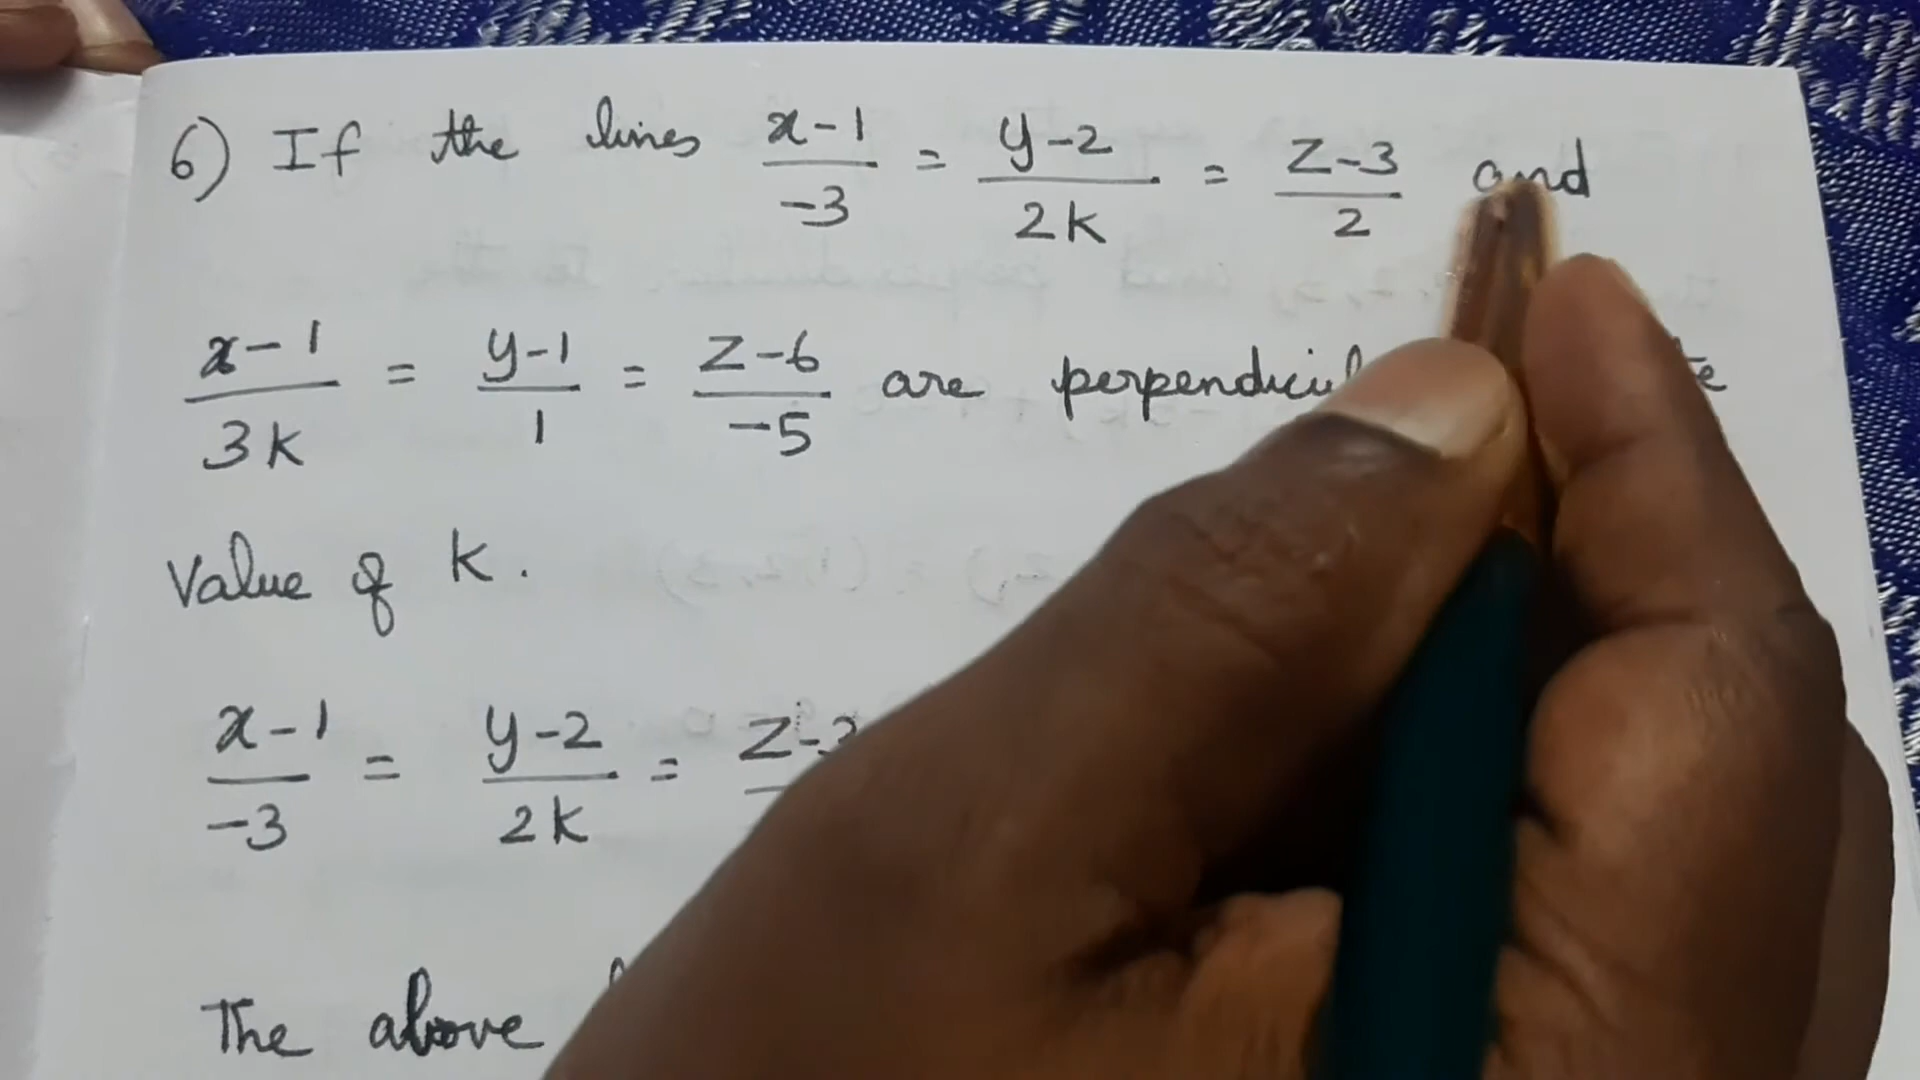 6) If the lines x-1/-3 = y-2/2k = z-3/2 and
x-1/3k = y-1/1 = z-6/-5 are
Value of k.
x-1/-3 = y-2/2k =
The above